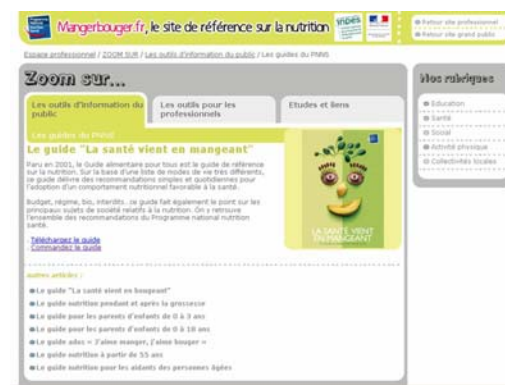 Mangerbouger.fr, le site de référence sur la nutrition
inpes
Retour site professionnel
Retour site grand public
Espace professionnel / ZOOM SUR / Les outils d'information du public / Les guides du PNNS
Zoom sur...
Les outils d'information du public
Les outils pour les professionnels
Etudes et liens
Les guides du PNNS
Le guide "La santé vient en mangeant"
Paru en 2001, le Guide alimentaire pour tous est le guide de référence
sur la nutrition. Sur la base d'une liste de modes de vie très différents,
ce guide délivre des recommandations simples et quotidiennes pour
l'adoption d'un comportement nutritionnel favorable à la santé.
Budget, régime, bio, interdits...ce guide fait également le point sur les
principaux sujets de société relatifs à la nutrition. On y retrouve
l'ensemble des recommandations du Programme national nutrition
santé.
- Téléchargez le guide
- Commandez le guide
LA SANTÉ VIENT
EN MANGEANT
autres articles :
Le guide "La santé vient en bougeant"
Le guide nutrition pendant et après la grossesse
Le guide pour les parents d'enfants de 0 à 3 ans
Le guide pour les parents d'enfants de 0 à 18 ans
Le guide ados « J'aime manger, j'aime bouger »
Le guide nutrition à partir de 55 ans
Le guide nutrition pour les aidants des personnes âgées
Nos rubriques
Education
Santé
Social
Activité physique
Collectivités locales